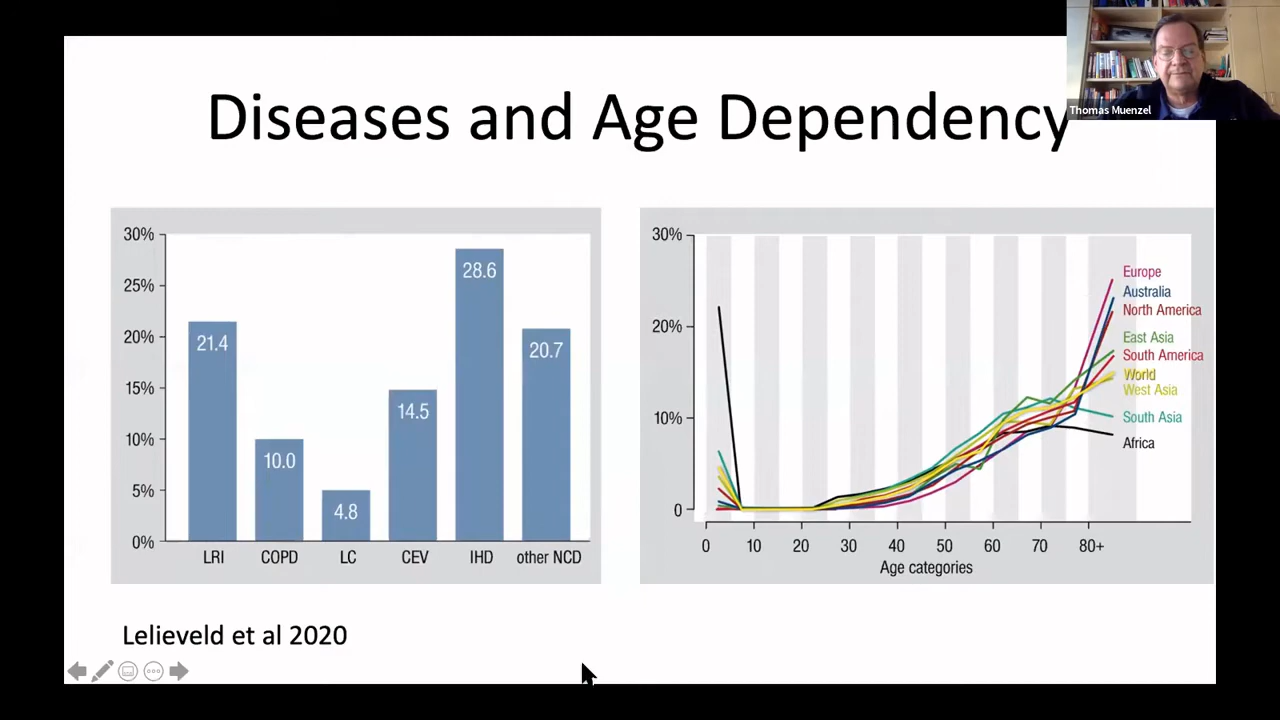 Thomas Muenzel
Diseases and Age Dependency
30%
25%
20%
15%
10%
5%
0%
21.4
10.0
4.8
14.5
28.6
20.7
LRI COPD LC CEV IHD other NCD
30%
20%
10%
0
Europe
Australia
North America
East Asia
South America
World
West Asia
South Asia
Africa
0 10 20 30 40 50 60 70 80+
Age categories
Lelieveld et al 2020